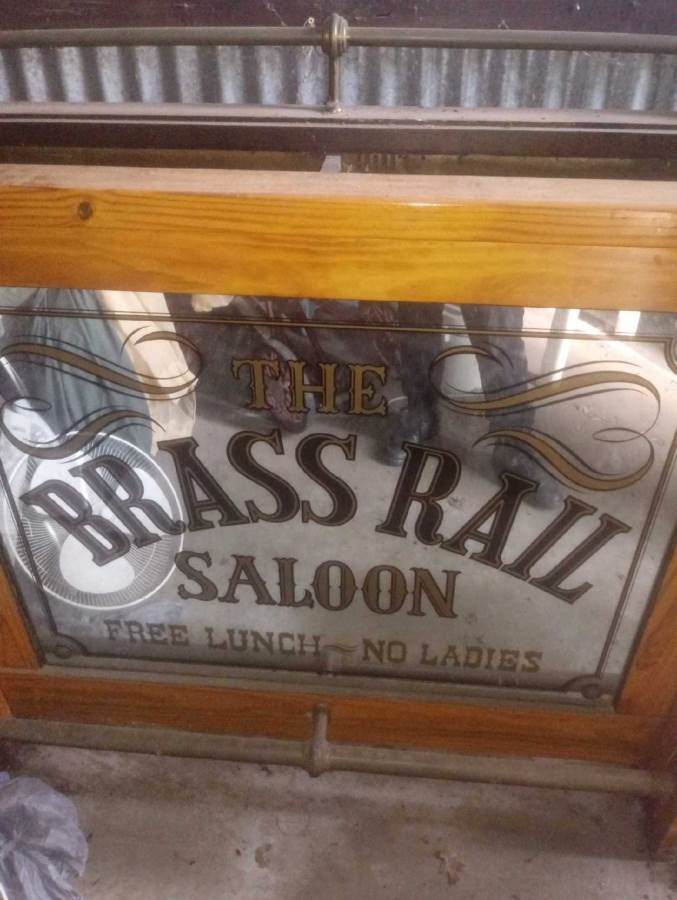 THE
BRASS RAIL
SALOON
FREE LUNCH ~ NO LADIES